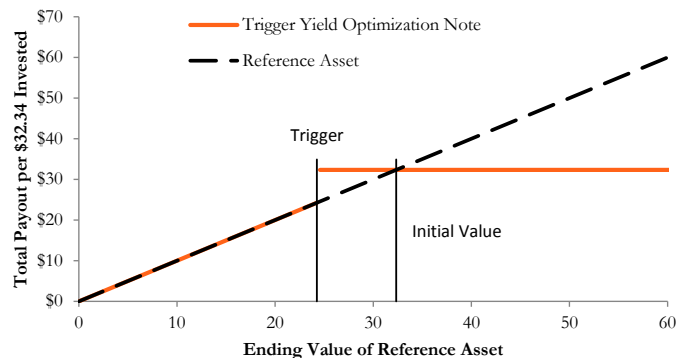 Total Payout per $32.34 Invested
$70
$60
$50
$40
$30
$20
$10
$0
Trigger Yield Optimization Note
Reference Asset
Trigger
Initial Value
0 10 20 30 40 50 60
Ending Value of Reference Asset